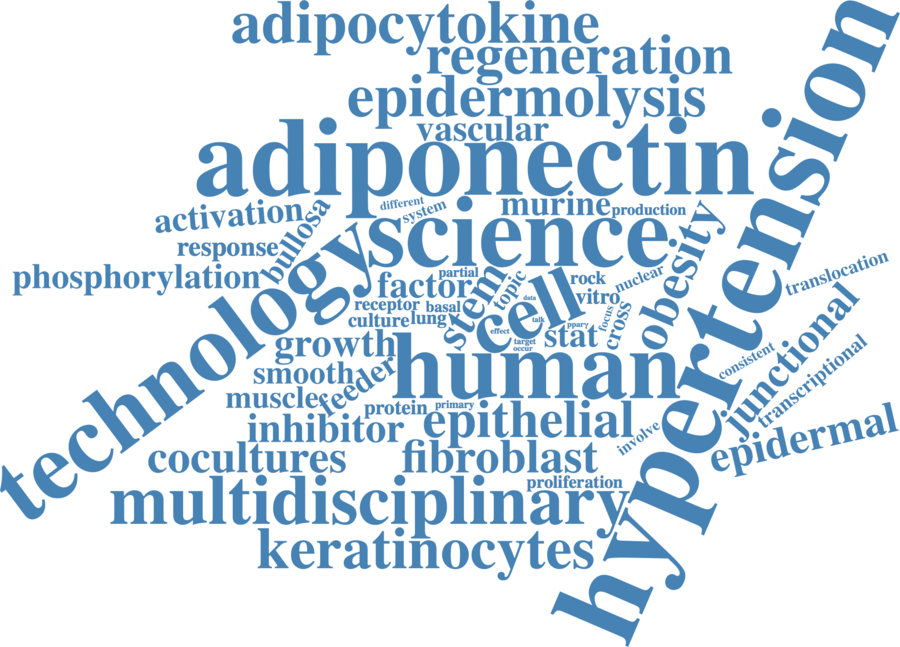 adipocytokine
regeneration
epidermolysis
vascular
adiponectin
hypertension
different
system
murine
production
activation
bullosa
response
science
technology
obesity
phosphorylation
factor
partial
stem
topic
cell
rock
nuclear
translocation
vitro
data
receptor
basal
culture
lung
talk
effect
target
occur
stat
pparγ
focus
cross
junctional
growth
human
smooth
feeder
muscle
consistent
transcriptional
protein
primary
epithelial
inhibitor
involve
epidermal
cocultures
fibroblast
proliferation
multidisciplinary
keratinocytes